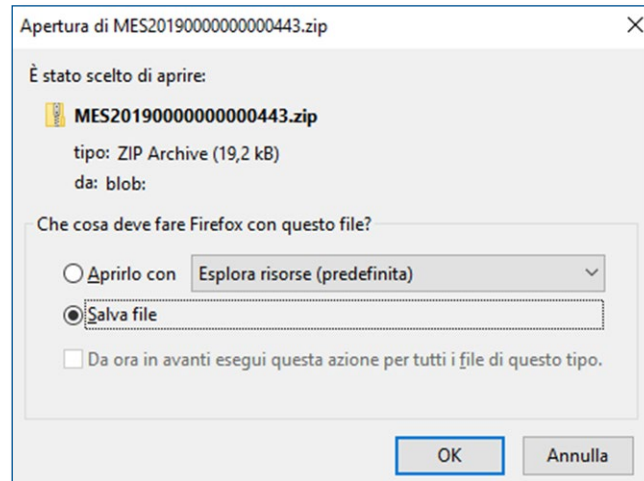 Apertura di MES20190000000000443.zip
È stato scelto di aprire:
MES20190000000000443.zip
tipo: ZIP Archive (19,2 kB)
da: blob:
Che cosa deve fare Firefox con questo file?
Aprirlo con Esplora risorse (predefinita)
Salva file
Da ora in avanti esegui questa azione per tutti i file di questo tipo.
OK Annulla